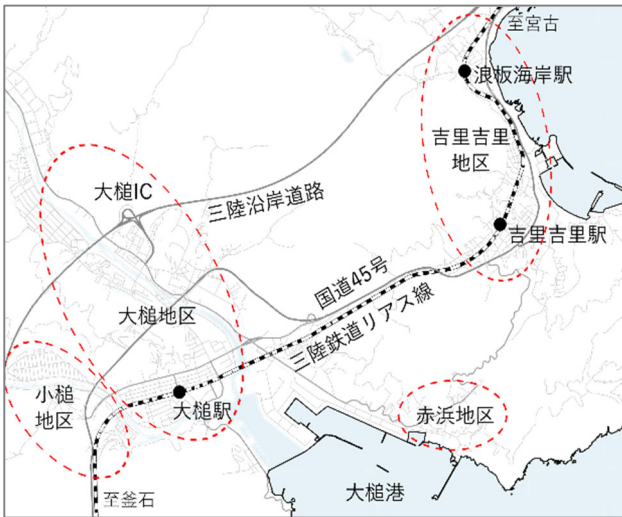 至宮古
浪板海岸駅
吉里吉里
地区
大槌IC
三陸沿岸道路
吉里吉里駅
国道45号
大槌地区
三陸鉄道リアス線
小槌
地区
大槌駅
赤浜地区
大槌港
至釜石